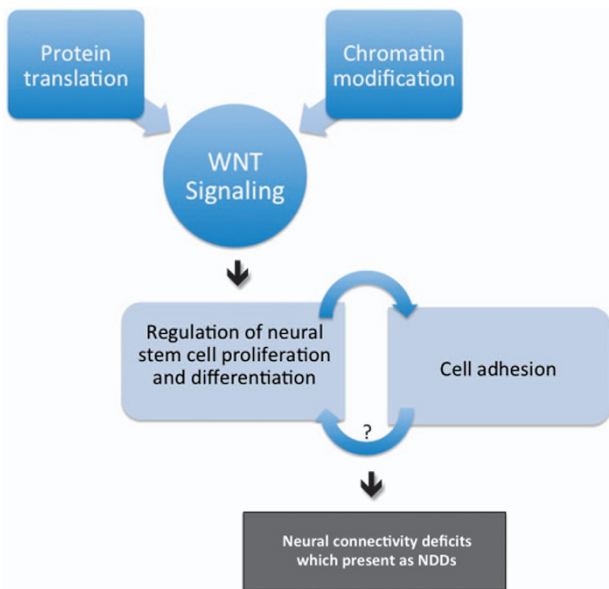 Protein
translation
Chromatin
modification
WNT
Signaling
Regulation of neural
stem cell proliferation
and differentiation
Cell adhesion
?
Neural connectivity deficits
which present as NDDs